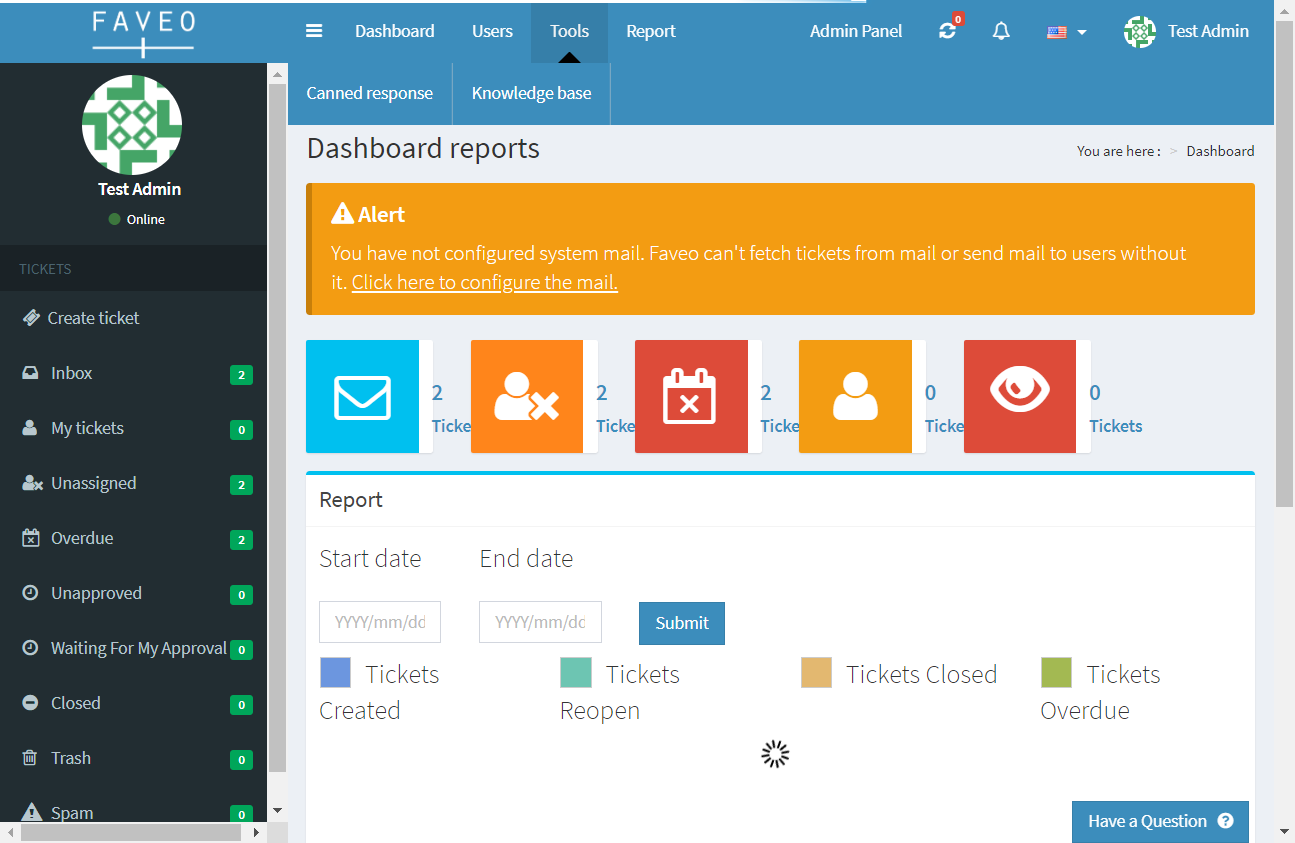 FAVEO
Dashboard
Users
Tools
Report
Admin Panel
0
Test Admin
Canned response
Knowledge base
Test Admin
Online
TICKETS
Create ticket
Inbox 2
My tickets 0
Unassigned 2
Overdue 2
Unapproved 0
Waiting For My Approval 0
Closed 0
Trash 0
Spam 0
Dashboard reports
You are here : > Dashboard
Alert
You have not configured system mail. Faveo can't fetch tickets from mail or send mail to users without
it. Click here to configure the mail.
2
Ticke
2
Ticke
2
Ticke
0
Ticke
0
Tickets
Report
Start date
End date
YYYY/mm/dd
YYYY/mm/dd
Submit
Tickets
Created
Tickets
Reopen
Tickets Closed
Tickets
Overdue
Have a Question ?